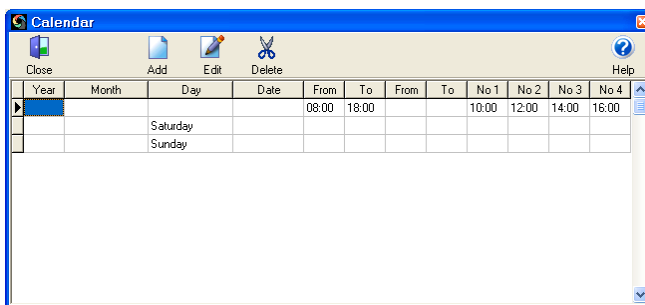 Calendar
Close Add Edit Delete Help
Year Month Day Date From To From To No 1 No 2 No 3 No 4
08:00 18:00 10:00 12:00 14:00 16:00
Saturday
Sunday